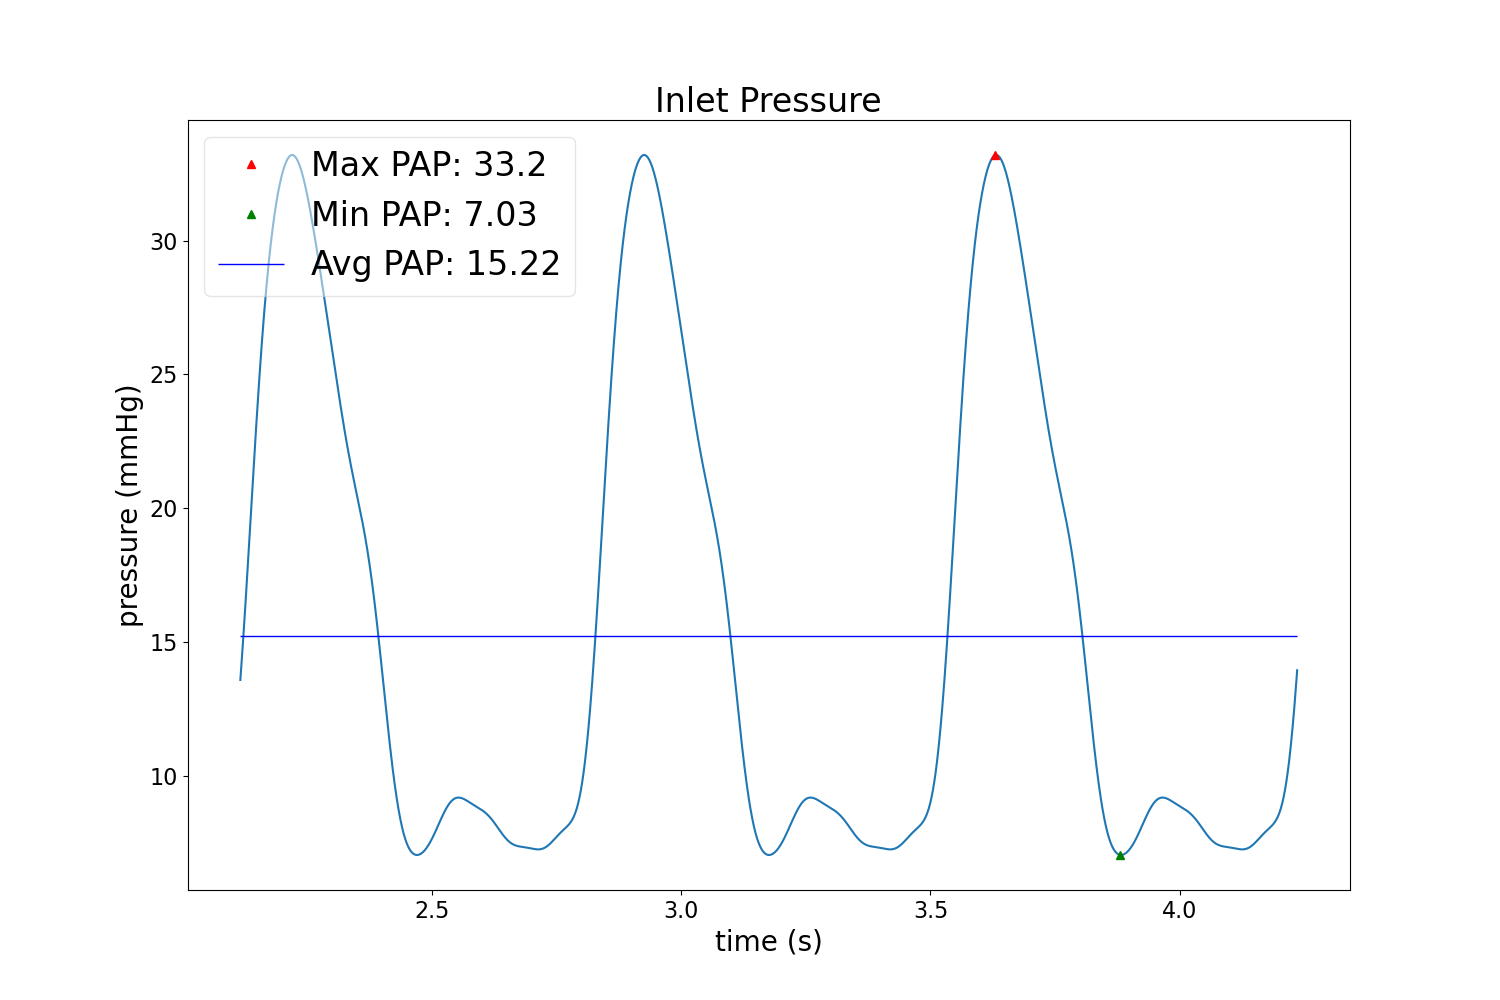 Inlet Pressure
Max PAP: 33.2
Min PAP: 7.03
Avg PAP: 15.22
30
25
20
15
10
pressure (mmHg)
2.5 3.0 3.5 4.0
time (s)